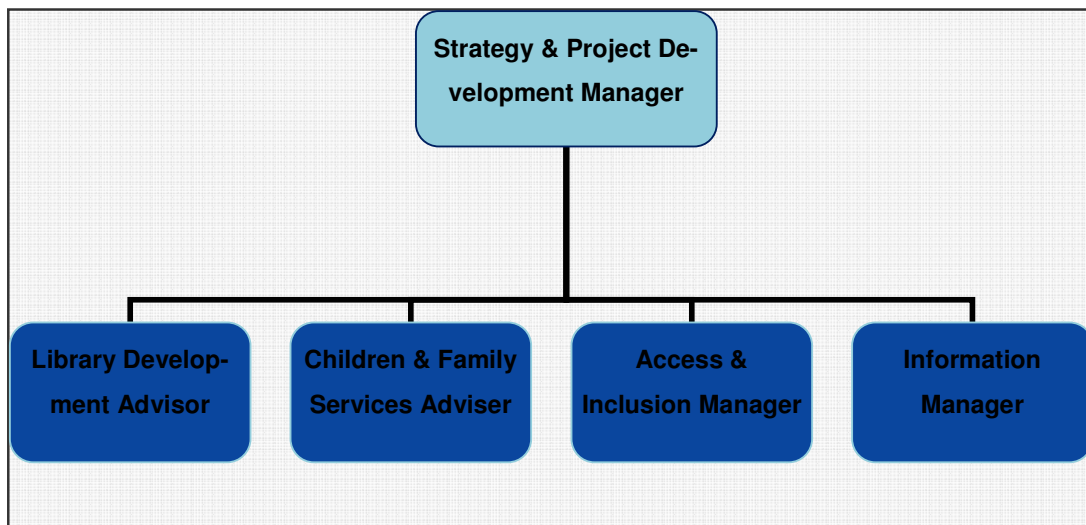 Strategy & Project De-
velopment Manager
Library Develop-
ment Advisor
Children & Family
Services Adviser
Access &
Inclusion Manager
Information
Manager